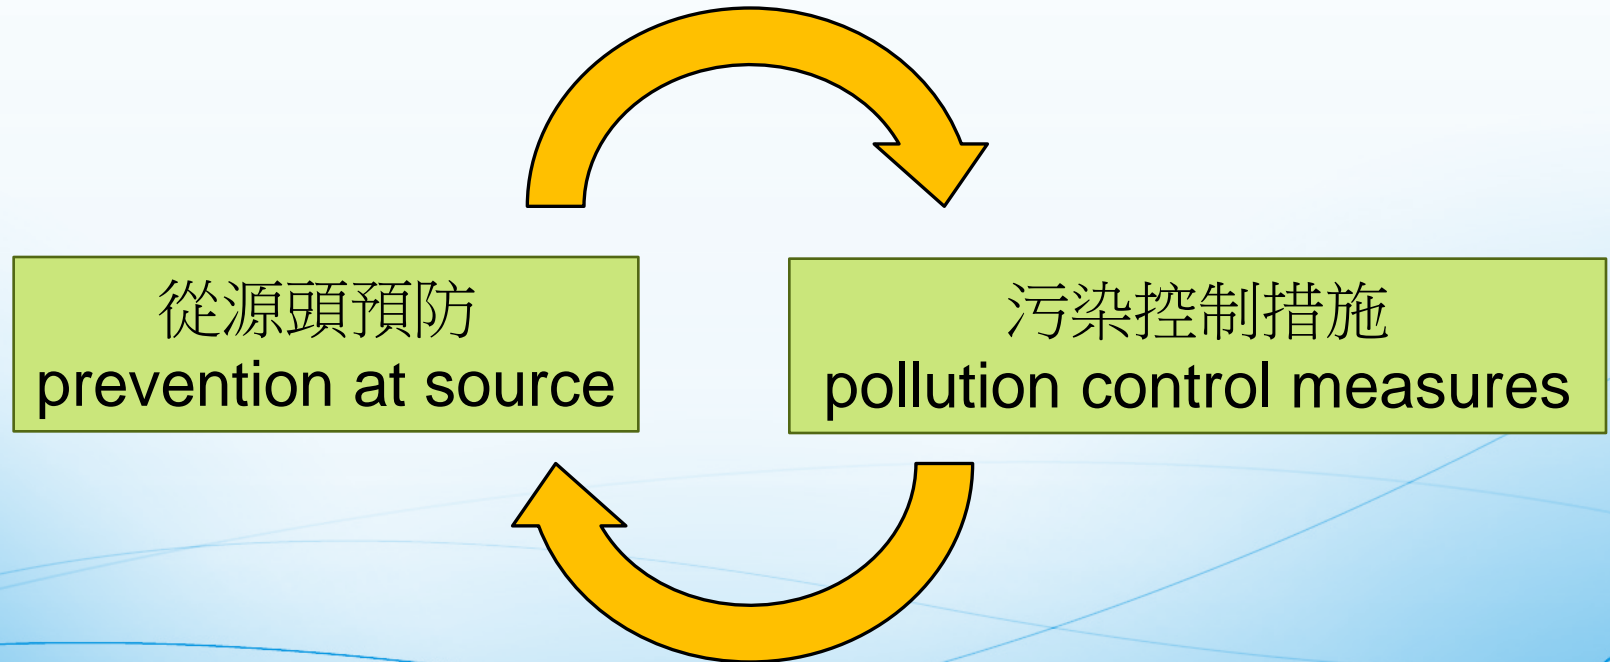 從源頭預防
prevention at source
污染控制措施
pollution control measures